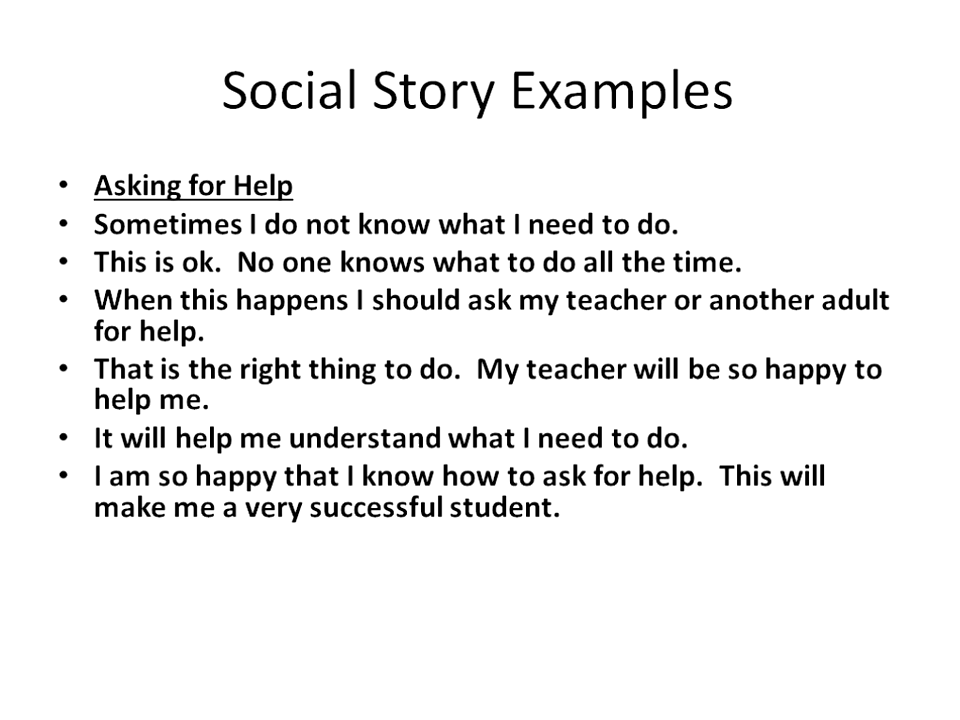 Social Story Examples
• Asking for Help
• Sometimes I do not know what I need to do.
• This is ok.  No one knows what to do all the time.
• When this happens I should ask my teacher or another adult
for help.
• That is the right thing to do.  My teacher will be so happy to
help me.
• It will help me understand what I need to do.
• I am so happy that I know how to ask for help.  This will
make me a very successful student.